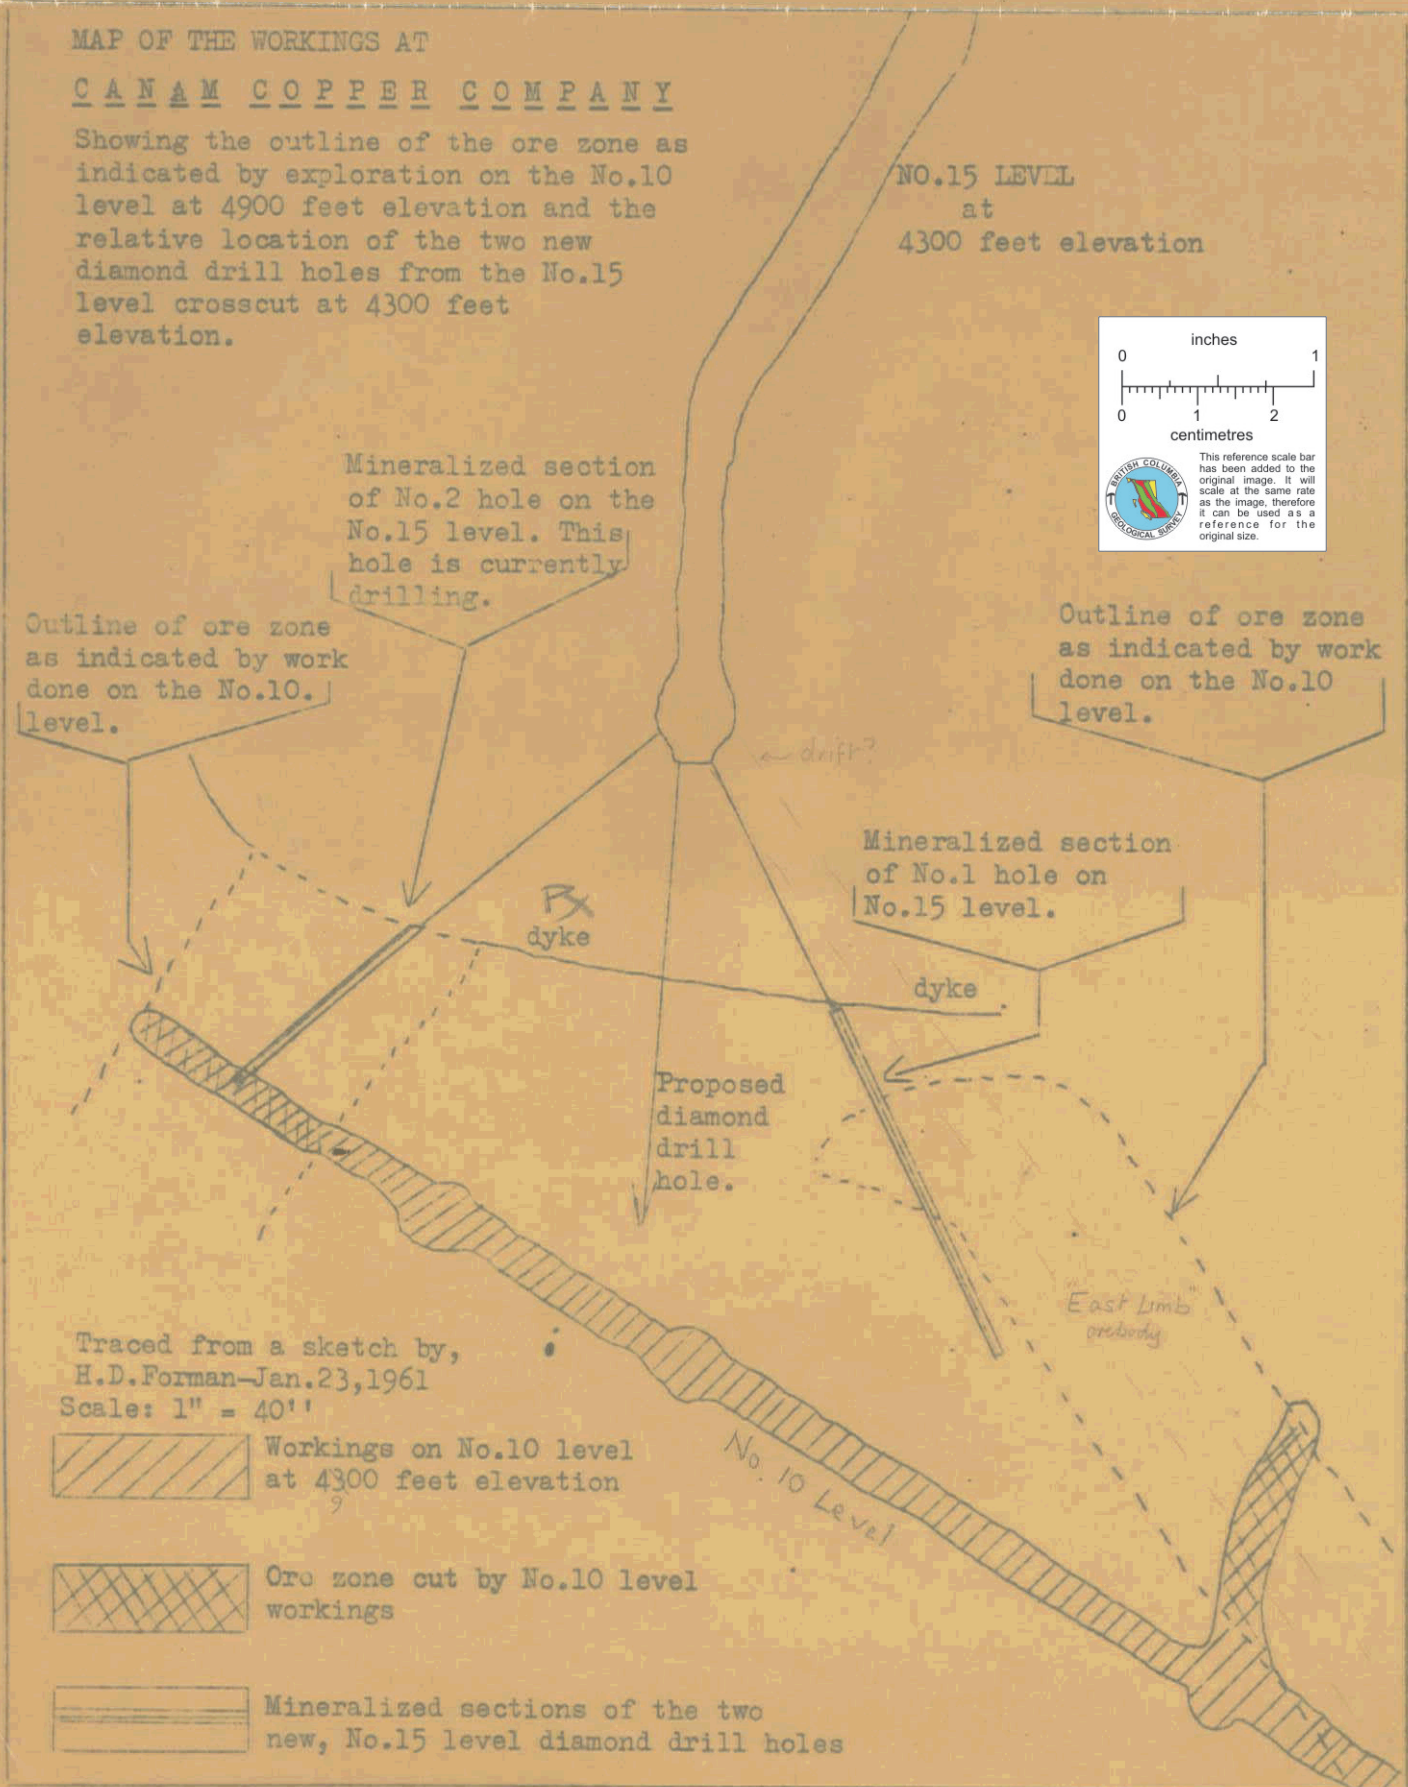 MAP OF THE WORKINGS AT
CANAM COPPER COMPANY
Showing the outline of the ore zone as
indicated by exploration on the No.10
level at 4900 feet elevation and the
relative location of the two new
diamond drill holes from the No.15
level crosscut at 4300 feet
elevation.
NO.15 LEVEL
at
4300 feet elevation
inches
0 1
0 1 2
centimetres
BRITISH COLUMBIA
GEOLOGICAL SURVEY
This reference scale bar
has been added to the
original image. It will
scale at the same rate
as the image, therefore
it can be used as a
reference for the
original size.
Mineralized section
of No.2 hole on the
No.15 level. This
hole is currently
drilling.
Outline of ore zone
as indicated by work
done on the No.10.
level.
Outline of ore zone
as indicated by work
done on the No.10
level.
← drift?
Mineralized section
of No.1 hole on
No.15 level.
dyke
dyke
Proposed
diamond
drill
hole.
"East Limb"
orebody
Traced from a sketch by,
H.D.Forman-Jan.23,1961
Scale: 1" = 40''
No. 10 Level
Workings on No.10 level
at 4300 feet elevation
9
Ore zone cut by No.10 level
workings
Mineralized sections of the two
new, No.15 level diamond drill holes